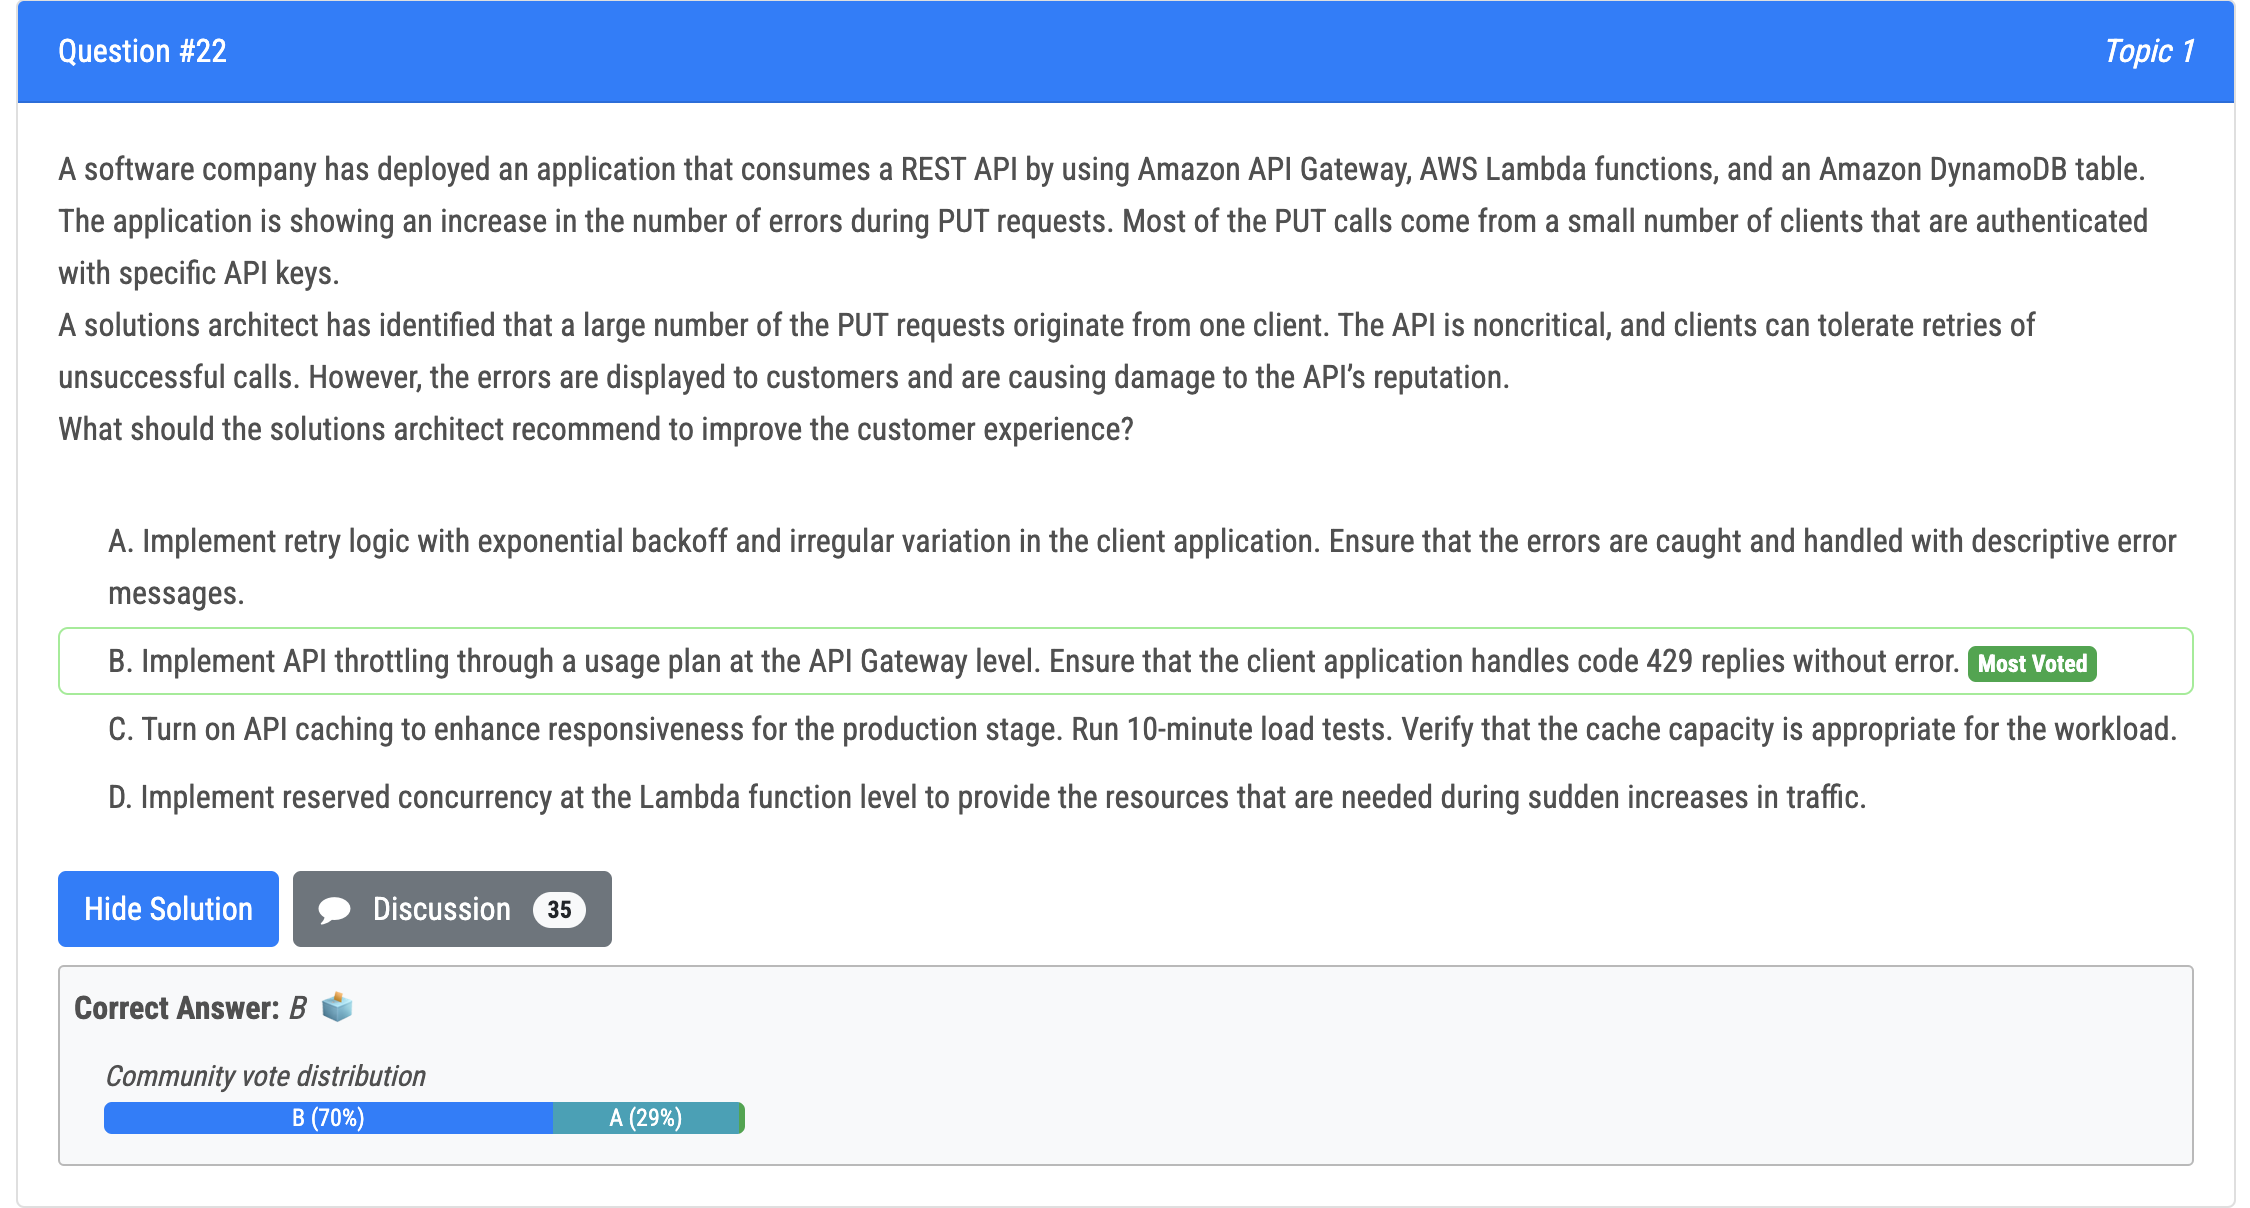 Question #22
Topic 1
A software company has deployed an application that consumes a REST API by using Amazon API Gateway, AWS Lambda functions, and an Amazon DynamoDB table.
The application is showing an increase in the number of errors during PUT requests. Most of the PUT calls come from a small number of clients that are authenticated
with specific API keys.
A solutions architect has identified that a large number of the PUT requests originate from one client. The API is noncritical, and clients can tolerate retries of
unsuccessful calls. However, the errors are displayed to customers and are causing damage to the API’s reputation.
What should the solutions architect recommend to improve the customer experience?
A. Implement retry logic with exponential backoff and irregular variation in the client application. Ensure that the errors are caught and handled with descriptive error
messages.
B. Implement API throttling through a usage plan at the API Gateway level. Ensure that the client application handles code 429 replies without error. Most Voted
C. Turn on API caching to enhance responsiveness for the production stage. Run 10-minute load tests. Verify that the cache capacity is appropriate for the workload.
D. Implement reserved concurrency at the Lambda function level to provide the resources that are needed during sudden increases in traffic.
Hide Solution
Discussion 35
Correct Answer: B
Community vote distribution
B (70%)
A (29%)